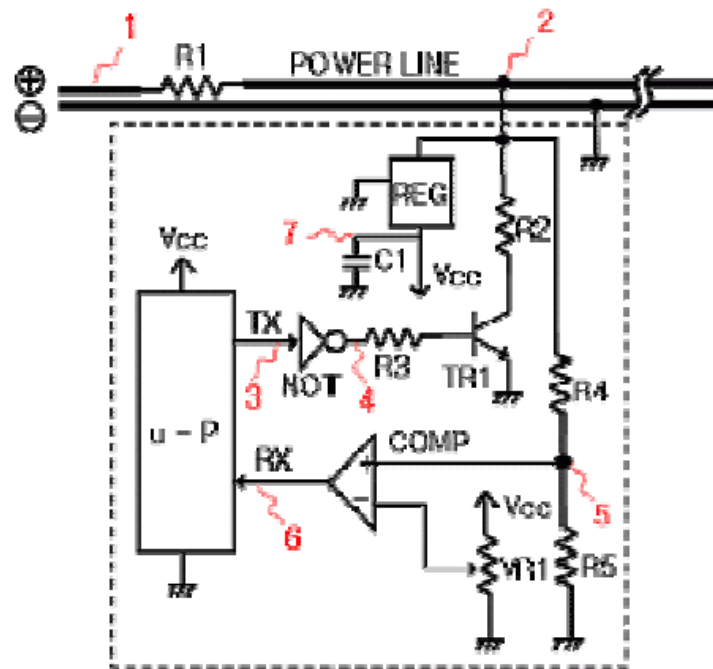 1
2
R1
POWER LINE
⊕
⊖
REG
R2
7
C1
Vcc
Vcc
TX
R3
TR1
3
NOT
4
R4
u-P
RX
COMP
+
−
5
6
Vcc
VR1
R5